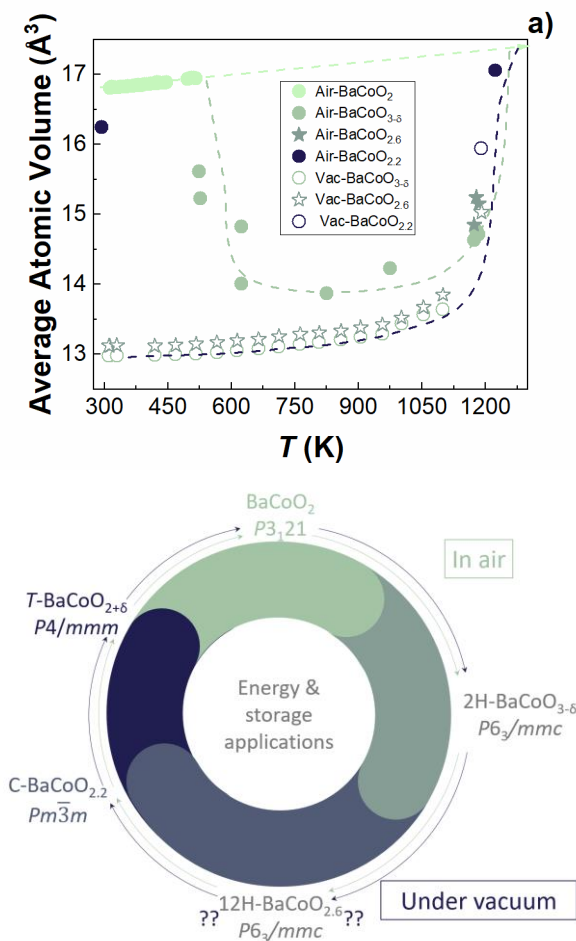 a)
Average Atomic Volume (Å³)
17
16
15
14
13
Air-BaCoO₂
Air-BaCoO₃₋δ
Air-BaCoO₂.₆
Air-BaCoO₂.₂
Vac-BaCoO₃₋δ
Vac-BaCoO₂.₆
Vac-BaCoO₂.₂
300 450 600 750 900 1050 1200
T (K)
BaCoO₂
P3₁21
In air
T-BaCoO₂₊δ
P4/mmm
Energy &
storage
applications
2H-BaCoO₃₋δ
P6₃/mmc
C-BaCoO₂.₂
Pm3̅m
??12H-BaCoO₂.₆??
P6₃/mmc
Under vacuum